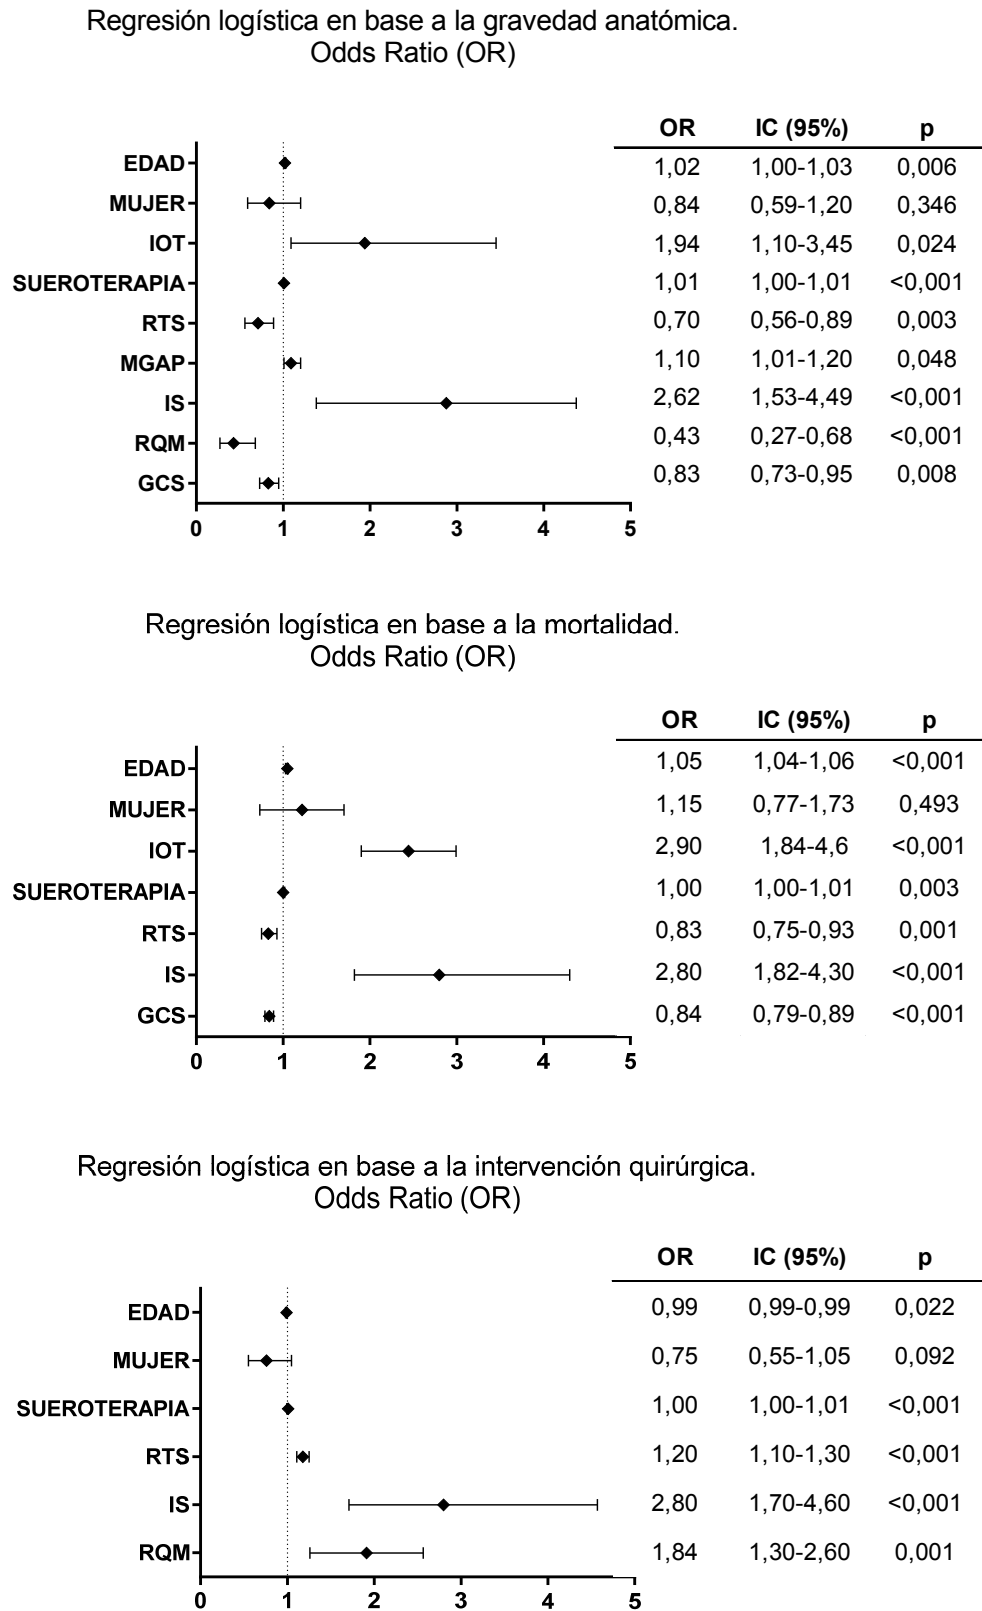 Regresión logística en base a la gravedad anatómica.
Odds Ratio (OR)
OR IC (95%) p
EDAD 1,02 1,00-1,03 0,006
MUJER 0,84 0,59-1,20 0,346
IOT 1,94 1,10-3,45 0,024
SUEROTERAPIA 1,01 1,00-1,01 <0,001
RTS 0,70 0,56-0,89 0,003
MGAP 1,10 1,01-1,20 0,048
IS 2,62 1,53-4,49 <0,001
RQM 0,43 0,27-0,68 <0,001
GCS 0,83 0,73-0,95 0,008
0 1 2 3 4 5
Regresión logística en base a la mortalidad.
Odds Ratio (OR)
OR IC (95%) p
EDAD 1,05 1,04-1,06 <0,001
MUJER 1,15 0,77-1,73 0,493
IOT 2,90 1,84-4,6 <0,001
SUEROTERAPIA 1,00 1,00-1,01 0,003
RTS 0,83 0,75-0,93 0,001
IS 2,80 1,82-4,30 <0,001
GCS 0,84 0,79-0,89 <0,001
0 1 2 3 4 5
Regresión logística en base a la intervención quirúrgica.
Odds Ratio (OR)
OR IC (95%) p
EDAD 0,99 0,99-0,99 0,022
MUJER 0,75 0,55-1,05 0,092
SUEROTERAPIA 1,00 1,00-1,01 <0,001
RTS 1,20 1,10-1,30 <0,001
IS 2,80 1,70-4,60 <0,001
RQM 1,84 1,30-2,60 0,001
0 1 2 3 4 5